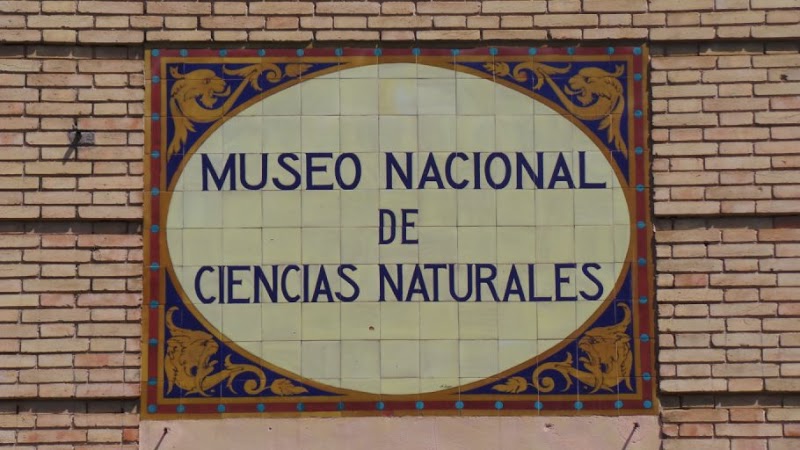 MUSEO NACIONAL
DE
CIENCIAS NATURALES